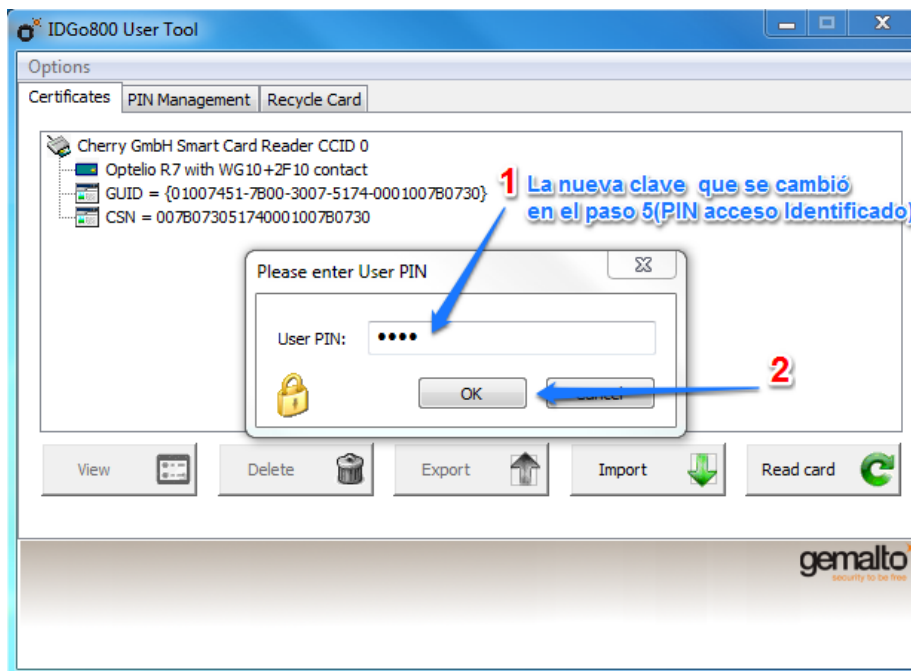 IDGo800 User Tool
Options
Certificates PIN Management Recycle Card
Cherry GmbH Smart Card Reader CCID 0
Optelio R7 with WG10+2F10 contact
GUID = {01007451-7B00-3007-5174-0001007B0730}
CSN = 007B073051740001007B0730
1 La nueva clave que se cambió
en el paso 5(PIN acceso Identificado)
Please enter User PIN
User PIN: ••••
OK Cancel
2
View Delete Export Import Read card
gemalto
security to be free